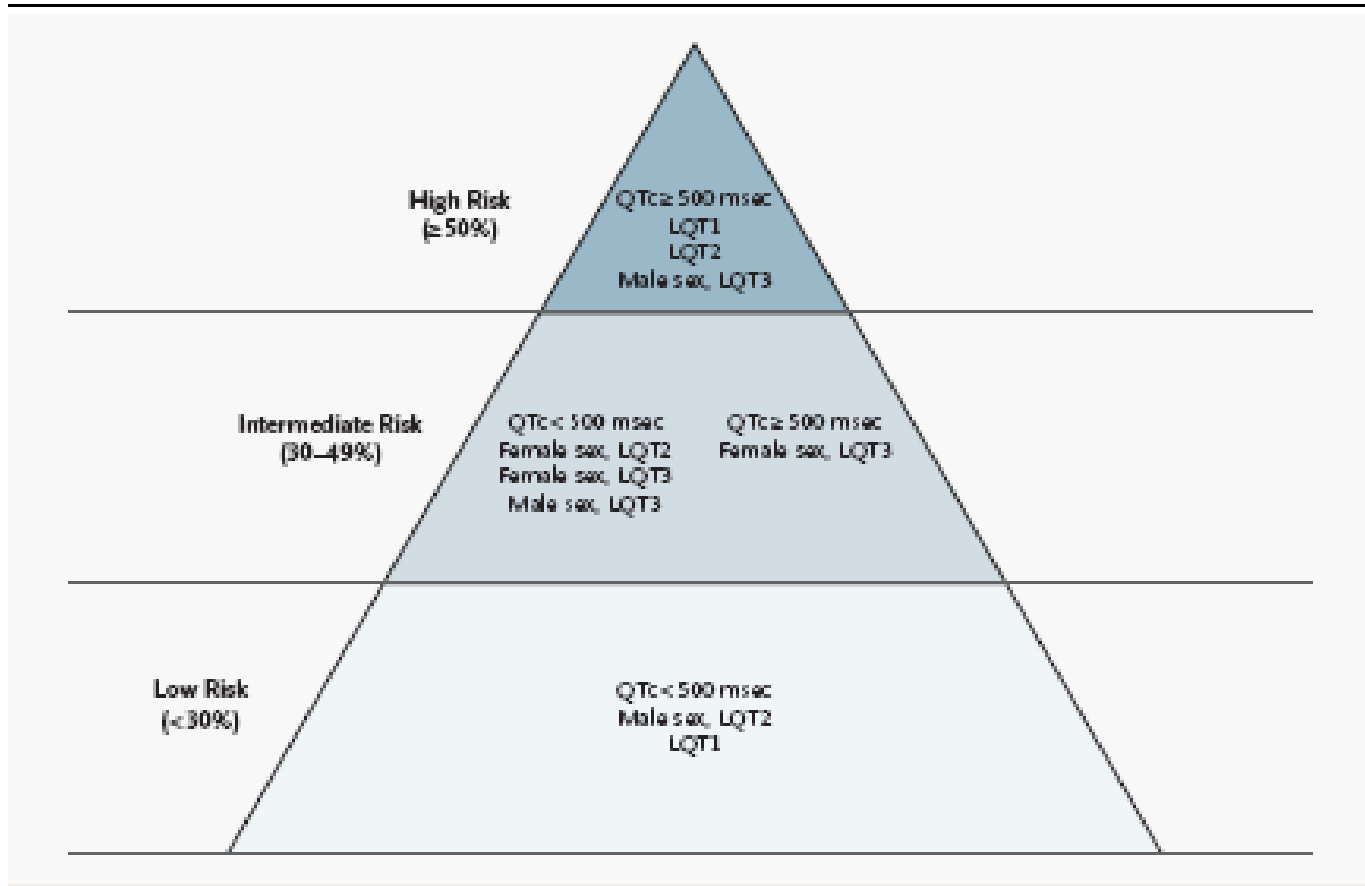 High Risk
(≥50%)
QTc ≥ 500 msec
LQT1
LQT2
Male sex, LQT3
Intermediate Risk
(30–49%)
QTc < 500 msec
Female sex, LQT2
Female sex, LQT3
Male sex, LQT3
QTc ≥ 500 msec
Female sex, LQT3
Low Risk
(<30%)
QTc < 500 msec
Male sex, LQT2
LQT1